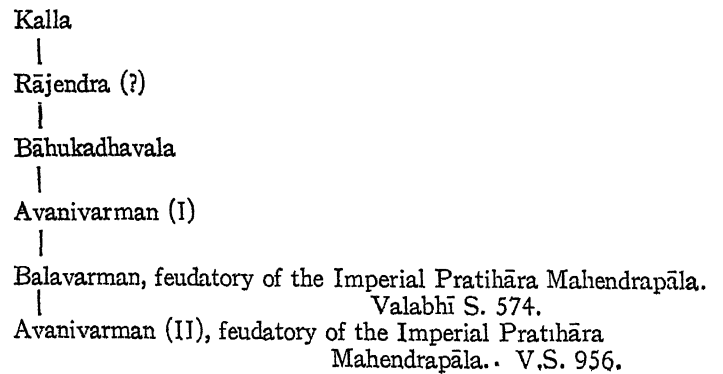 Kalla
Rājendra (?)
Bāhukadhavala
Avanivarman (I)
Balavarman, feudatory of the Imperial Pratihāra Mahendrapāla.
Valabhī S. 574.
Avanivarman (II), feudatory of the Imperial Pratihāra
Mahendrapāla.. V.S. 956.